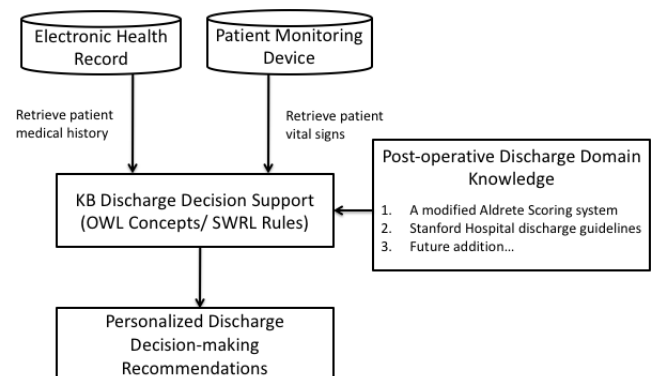 Electronic Health
Record
Patient Monitoring
Device
Retrieve patient
medical history
Retrieve patient
vital signs
Post-operative Discharge Domain
Knowledge
1. A modified Aldrete Scoring system
2. Stanford Hospital discharge guidelines
3. Future addition…
KB Discharge Decision Support
(OWL Concepts/ SWRL Rules)
Personalized Discharge
Decision-making
Recommendations